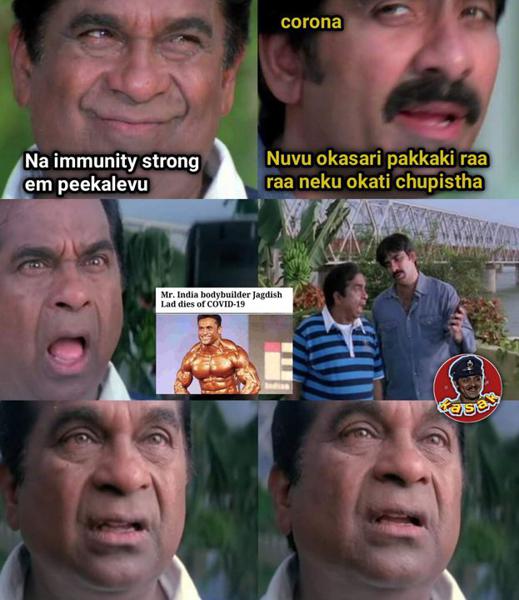 corona
Na immunity strong
em peekalevu
Nuvu okasari pakkaki raa
raa neku okati chupistha
Mr. India bodybuilder Jagdish
Lad dies of COVID-19